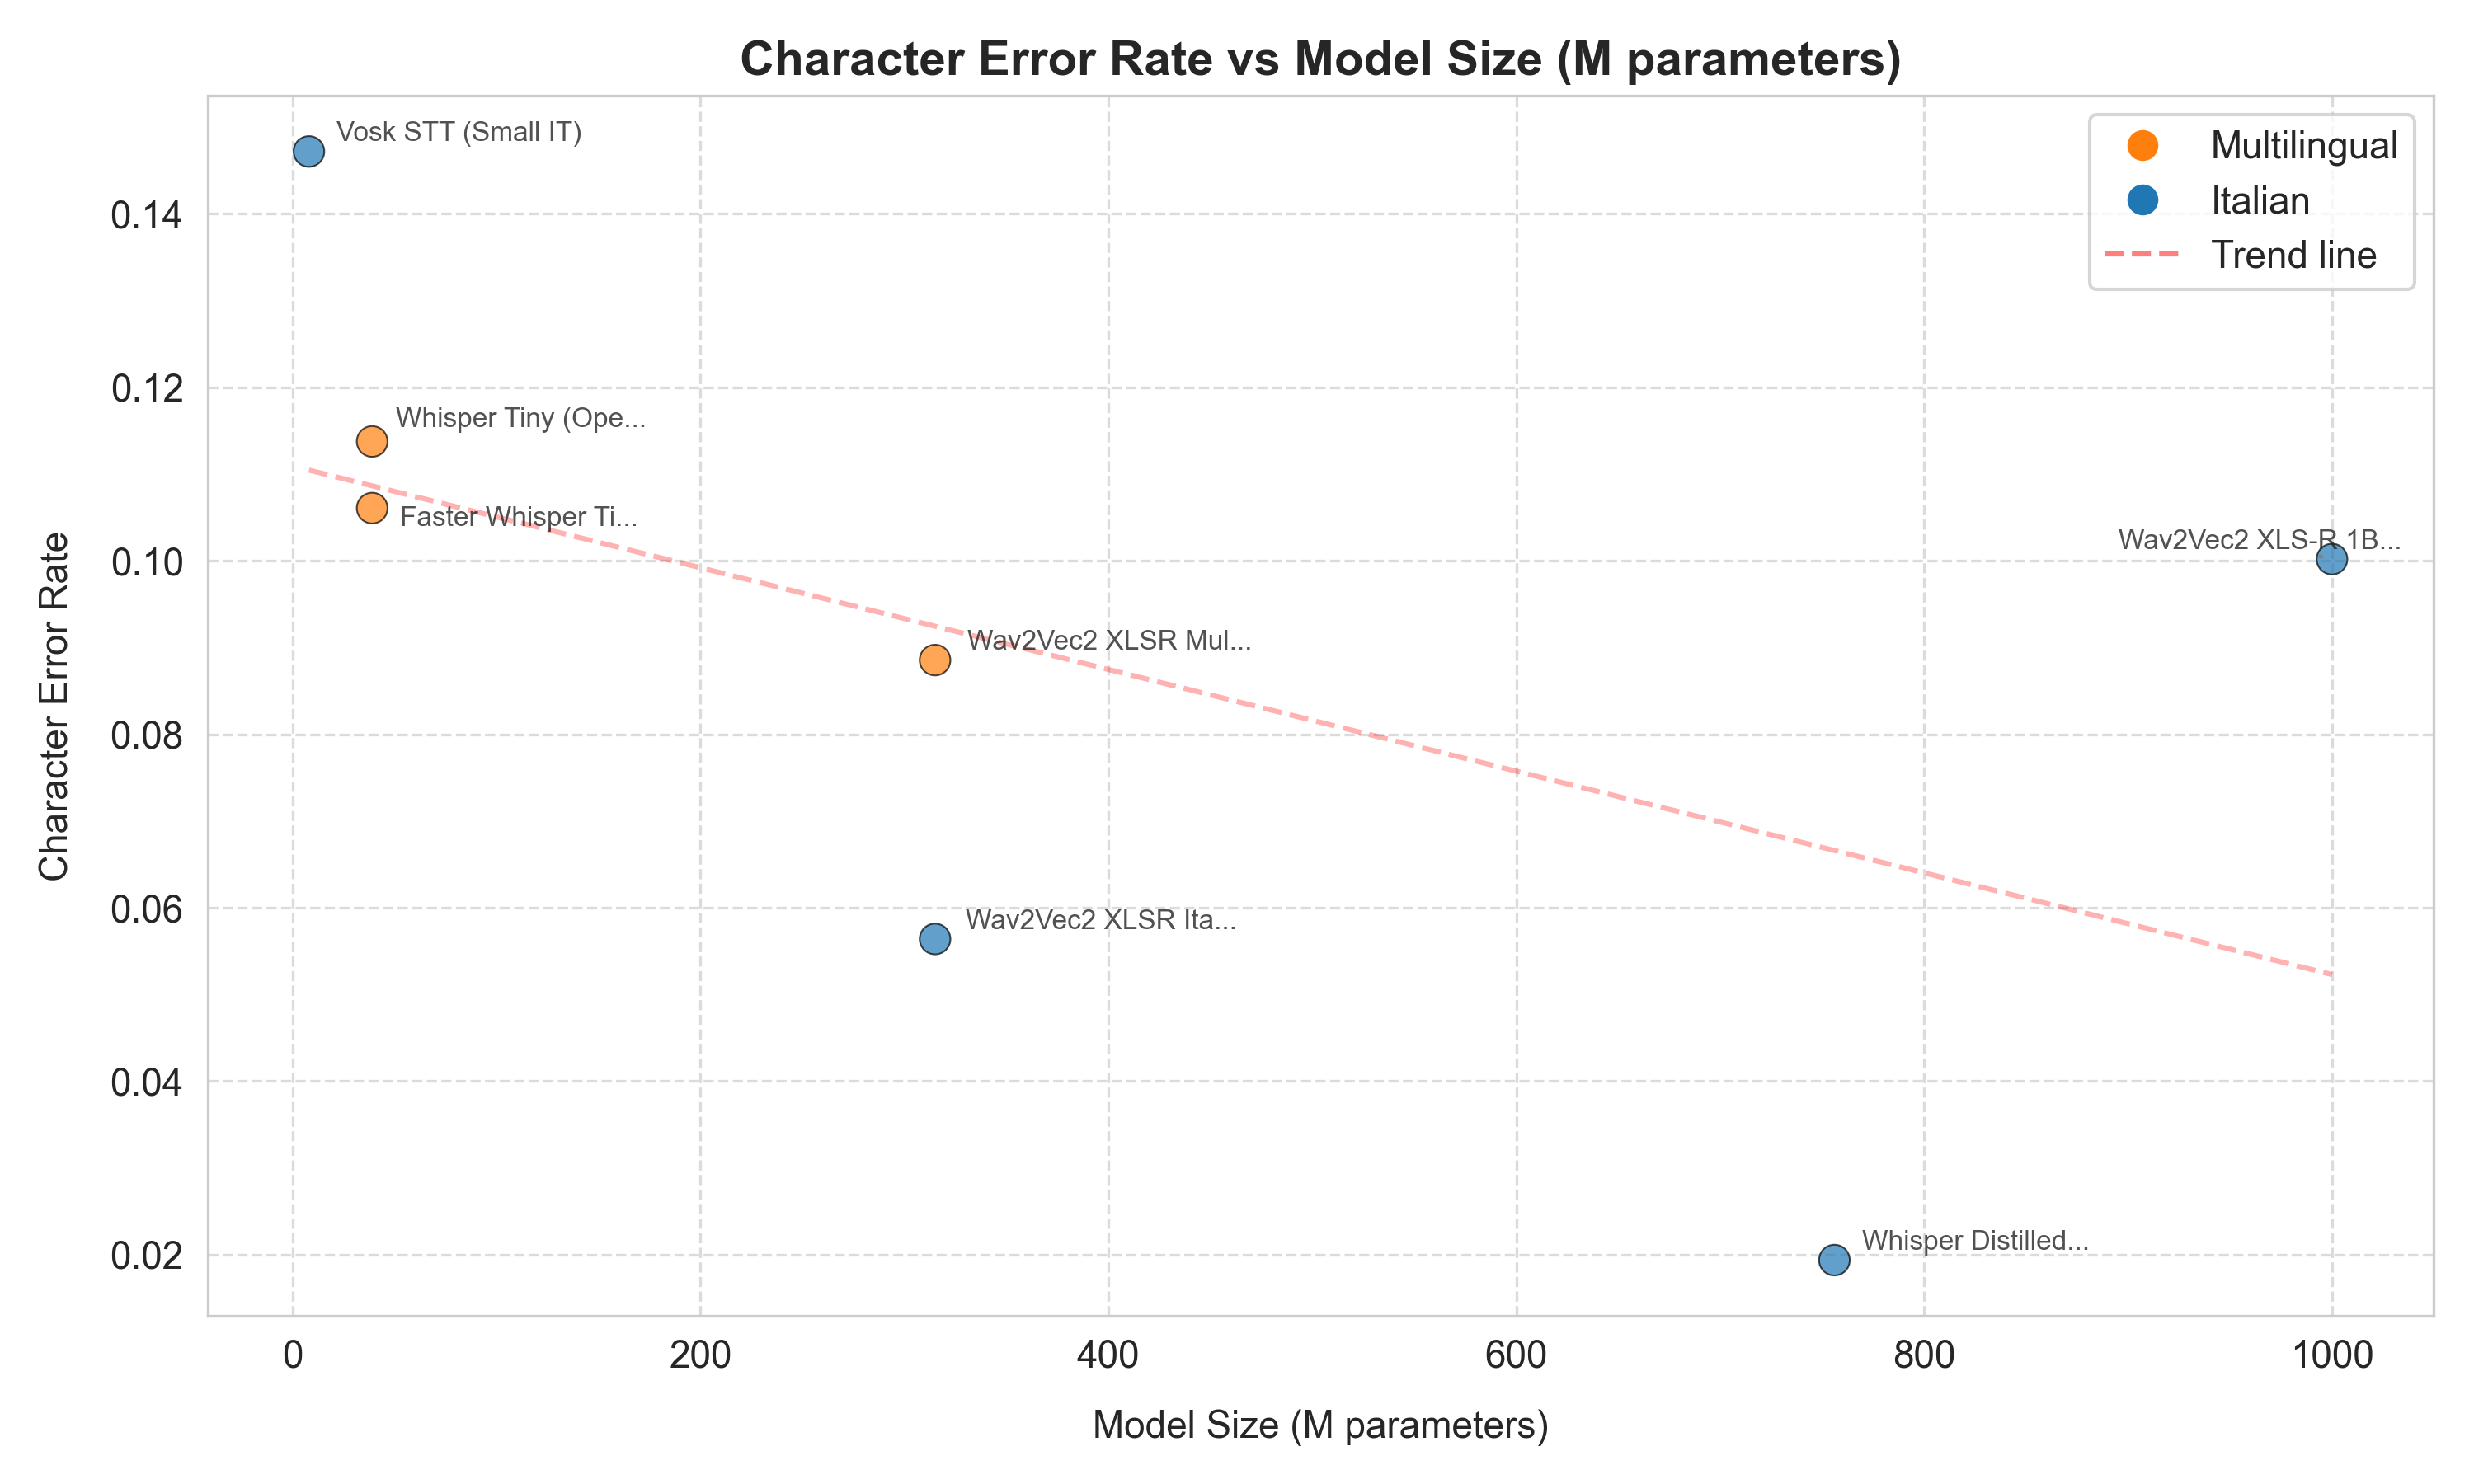 Character Error Rate vs Model Size (M parameters)
Vosk STT (Small IT)
Multilingual
Italian
Trend line
0.14
0.12
Whisper Tiny (Ope...
Faster Whisper Ti...
0.10
Wav2Vec2 XLS-R 1B...
Wav2Vec2 XLSR Mul...
0.08
Character Error Rate
0.06
Wav2Vec2 XLSR Ita...
0.04
0.02
Whisper Distilled...
0 200 400 600 800 1000
Model Size (M parameters)